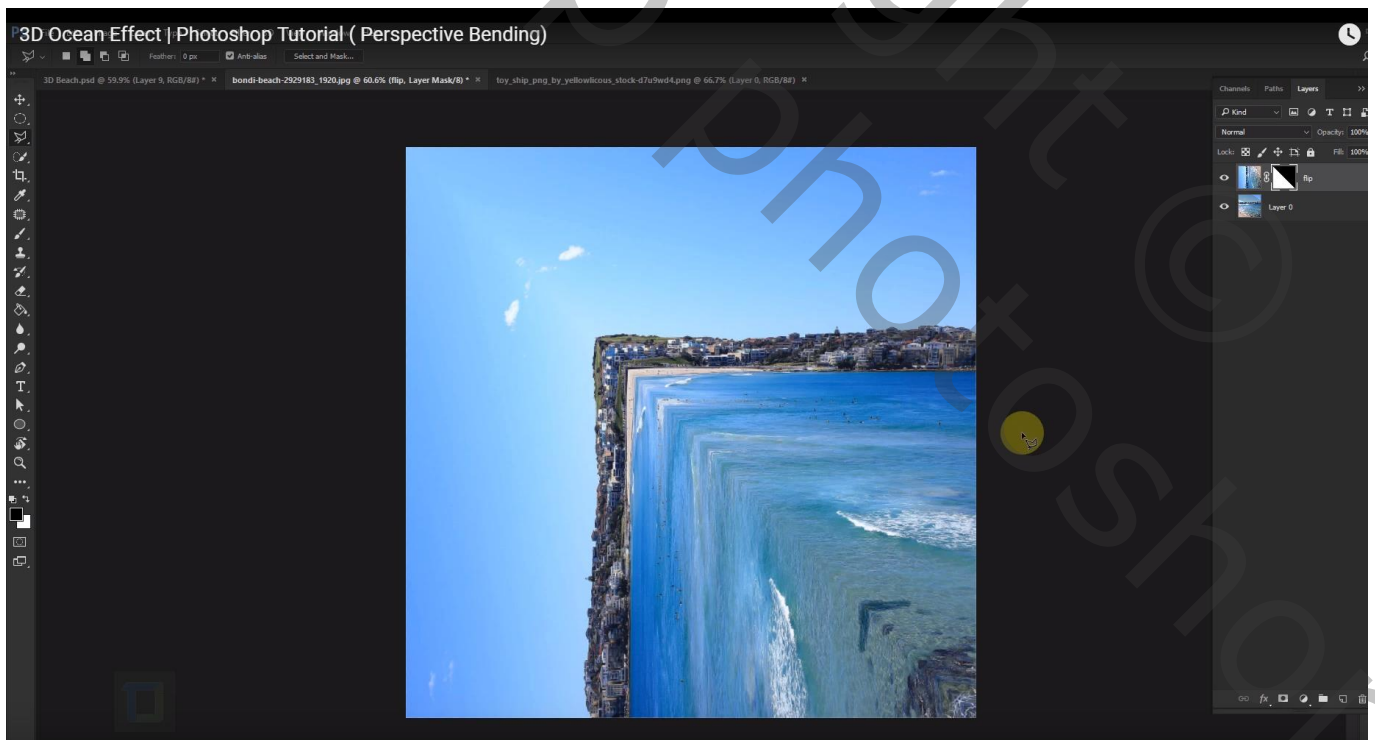 3D Ocean Effect | Photoshop Tutorial ( Perspective Bending)
Feather: 0 px Anti-alias Select and Mask...
3D Beach.psd @ 59.9% (Layer 9, RGB/8#) * × bondi-beach-2929183_1920.jpg @ 60.6% (flip, Layer Mask/8) * × toy_ship_png_by_yellowlicous_stock-d7u9wd4.png @ 66.7% (Layer 0, RGB/8#) ×
Channels Paths Layers
Kind
Normal Opacity: 100%
Lock: Fill: 100%
flip
Layer 0
photoshop